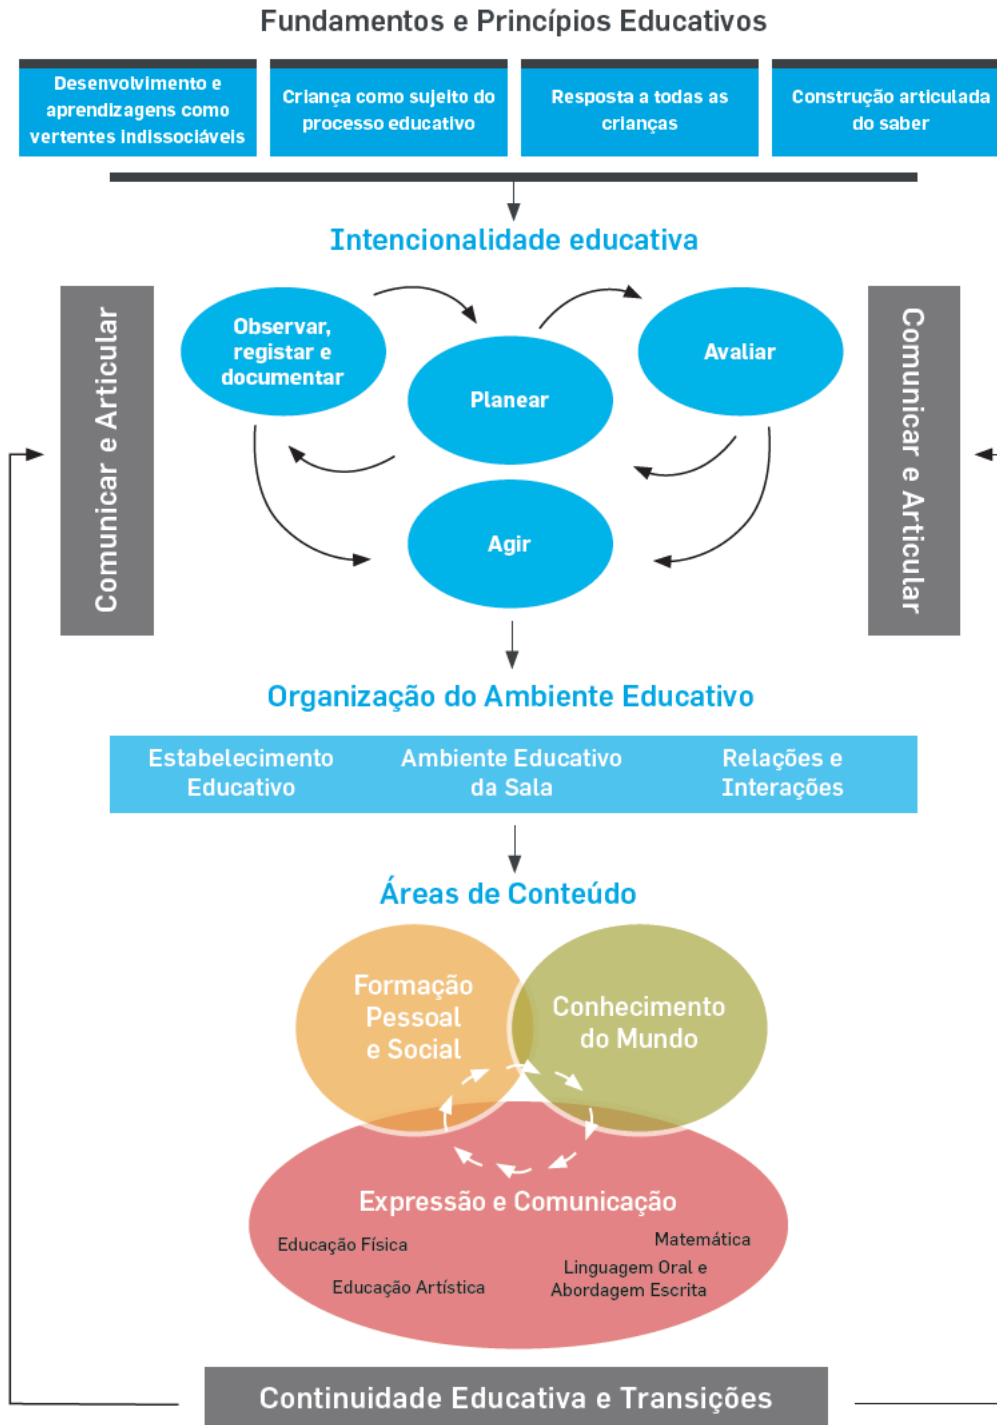 Fundamentos e Princípios Educativos
Desenvolvimento e
aprendizagens como
vertentes indissociáveis
Criança como sujeito do
processo educativo
Resposta a todas as
crianças
Construção articulada
do saber
Intencionalidade educativa
Comunicar e Articular
Observar,
registar e
documentar
Planear
Avaliar
Agir
Comunicar e Articular
Organização do Ambiente Educativo
Estabelecimento
Educativo
Ambiente Educativo
da Sala
Relações e
Interações
Áreas de Conteúdo
Formação
Pessoal
e Social
Conhecimento
do Mundo
Expressão e Comunicação
Educação Física
Educação Artística
Matemática
Linguagem Oral e
Abordagem Escrita
Continuidade Educativa e Transições